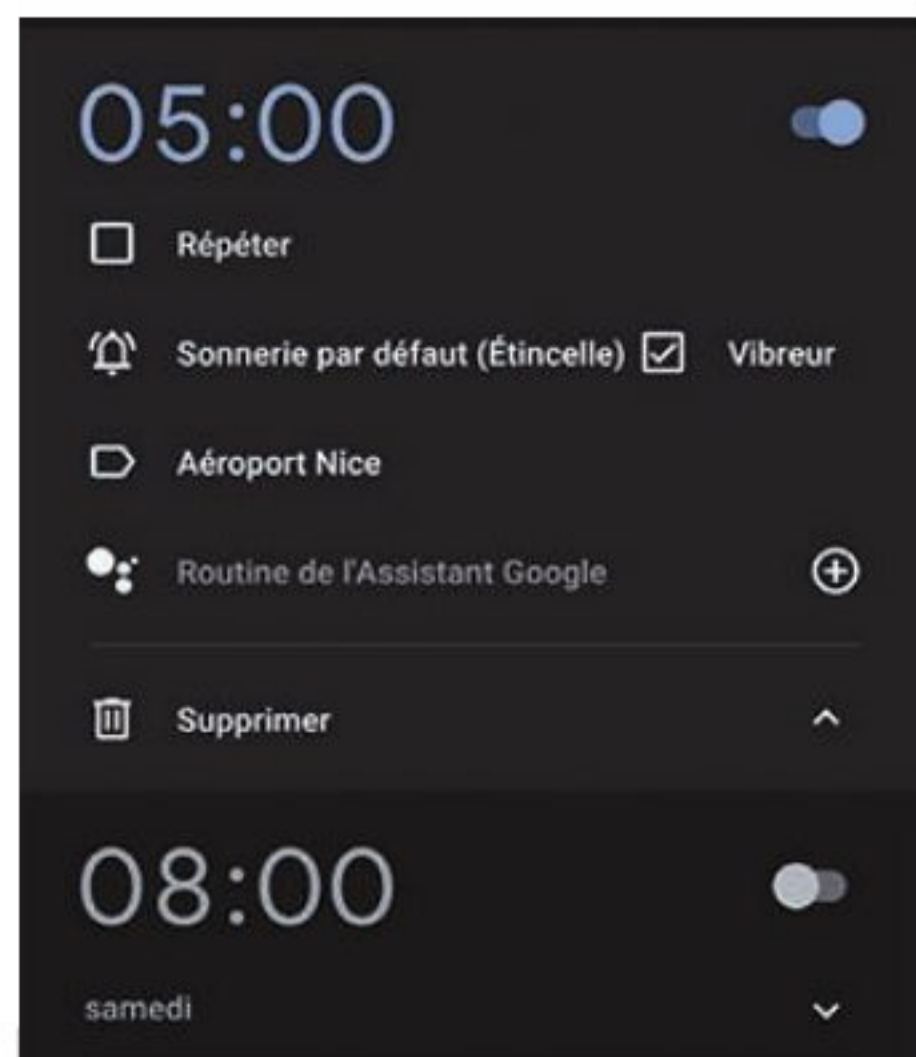 05:00
Répéter
Sonnerie par défaut (Étincelle) Vibreur
Aéroport Nice
Routine de l'Assistant Google
Supprimer
08:00
samedi